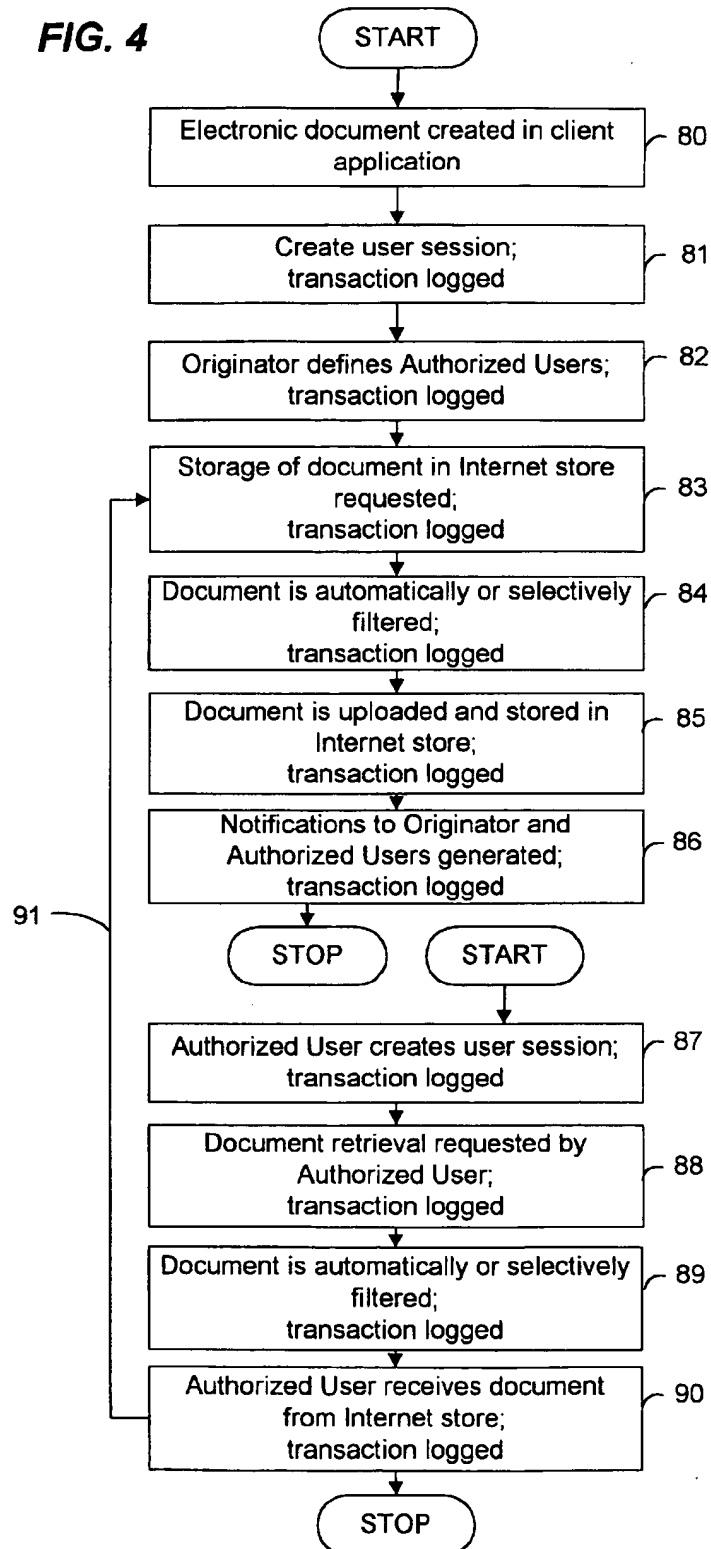 FIG. 4
START
Electronic document created in client
application
80
Create user session;
transaction logged
81
Originator defines Authorized Users;
transaction logged
82
Storage of document in Internet store
requested;
transaction logged
83
Document is automatically or selectively
filtered;
transaction logged
84
Document is uploaded and stored in
Internet store;
transaction logged
85
Notifications to Originator and
Authorized Users generated;
transaction logged
86
91
STOP
START
Authorized User creates user session;
transaction logged
87
Document retrieval requested by
Authorized User;
transaction logged
88
Document is automatically or selectively
filtered;
transaction logged
89
Authorized User receives document
from Internet store;
transaction logged
90
STOP